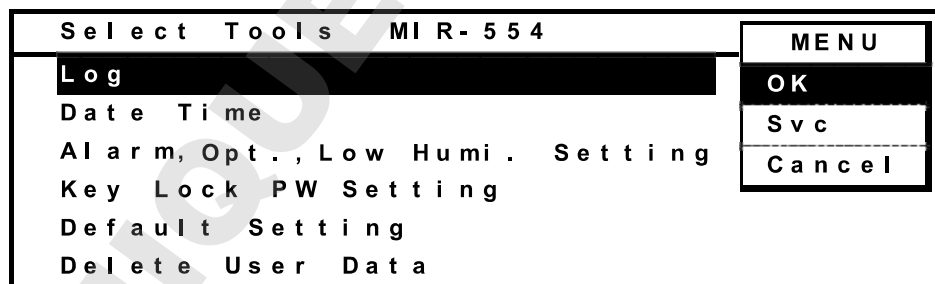 Select Tools MIR-554
Log
Date Time
Alarm, Opt., Low Humi. Setting
Key Lock PW Setting
Default Setting
Delete User Data
MENU
OK
Svc
Cancel